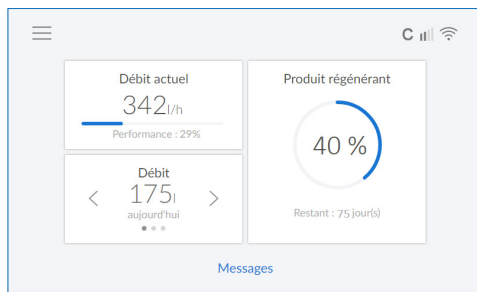 C
Débit actuel
342l/h
Performance : 29%
Débit
175l
aujourd'hui
Produit régénérant
40 %
Restant : 75 jour(s)
Messages